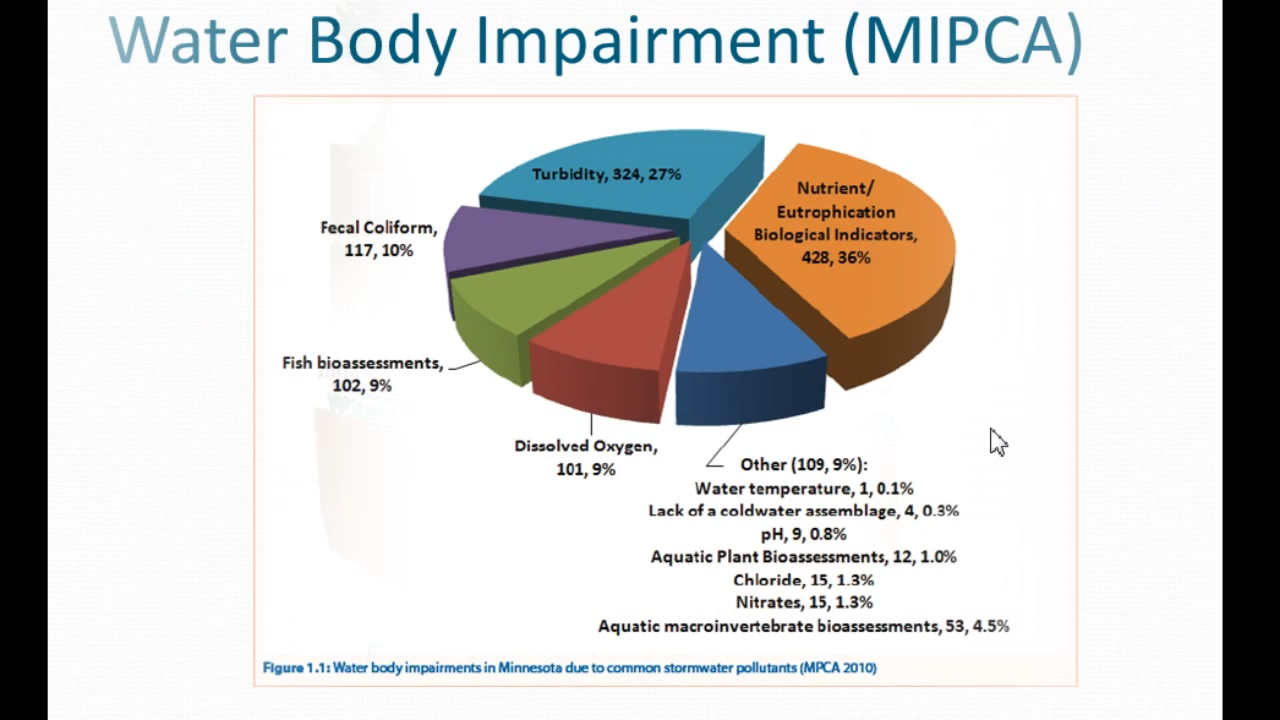 Water Body Impairment (MIPCA)
Turbidity, 324, 27%
Nutrient/
Eutrophication
Biological Indicators,
428, 36%
Fecal Coliform,
117, 10%
Fish bioassessments,
102, 9%
Dissolved Oxygen,
101, 9%
Other (109, 9%):
Water temperature, 1, 0.1%
Lack of a coldwater assemblage, 4, 0.3%
pH, 9, 0.8%
Aquatic Plant Bioassessments, 12, 1.0%
Chloride, 15, 1.3%
Nitrates, 15, 1.3%
Aquatic macroinvertebrate bioassessments, 53, 4.5%
Figure 1.1: Water body impairments in Minnesota due to common stormwater pollutants (MPCA 2010)